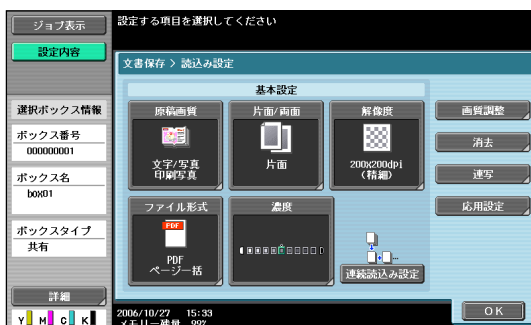 ジョブ表示
設定する項目を選択してください
設定内容
文書保存 > 読込み設定
選択ボックス情報
ボックス番号
000000001
ボックス名
box01
ボックスタイプ
共有
詳細
Y M C K
基本設定
原稿画質
文字/写真
印刷写真
片面/両面
片面
解像度
200x200dpi
(精細)
ファイル形式
PDF
PDF
ページ一括
濃度
連続読込み設定
画質調整
消去
連写
応用設定
2006/10/27 15:33
メモリー残量 99%
OK